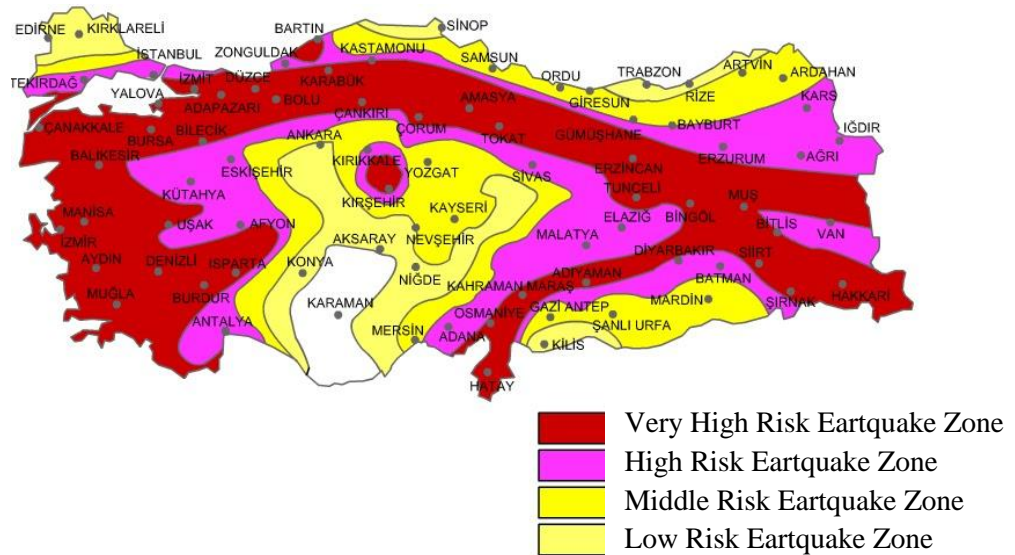 SİNOP
EDİRNE
KIRKLARELİ
BARTIN
KASTAMONU
ZONGULDAK
İSTANBUL
SAMSUN
ARTVİN
TRABZON
ARDAHAN
TEKİRDAĞ
İZMİT
DÜZCE
KARABÜK
ORDU
GİRESUN
RİZE
YALOVA
ADAPAZARI
BOLU
ÇANKIRI
AMASYA
KARS
ÇANAKKALE
BURSA
BİLECİK
ANKARA
ÇORUM
TOKAT
GÜMÜŞHANE
BAYBURT
IĞDIR
BALIKESİR
ESKİŞEHİR
KIRIKKALE
YOZGAT
SİVAS
ERZİNCAN
ERZURUM
AĞRI
KÜTAHYA
KIRŞEHİR
TUNCELİ
MANİSA
UŞAK
AFYON
KAYSERİ
ELAZIĞ
BİNGÖL
MUŞ
BİTLİS
VAN
İZMİR
AKSARAY
NEVŞEHİR
MALATYA
DİYARBAKIR
SİİRT
AYDIN
DENİZLİ
ISPARTA
KONYA
NİĞDE
ADIYAMAN
BATMAN
MUĞLA
BURDUR
KARAMAN
KAHRAMAN MARAŞ
GAZİ ANTEP
MARDİN
ŞIRNAK
HAKKARİ
ANTALYA
MERSİN
ADANA
OSMANİYE
ŞANLI URFA
KİLİS
HATAY
Very High Risk Eartquake Zone
High Risk Eartquake Zone
Middle Risk Eartquake Zone
Low Risk Eartquake Zone